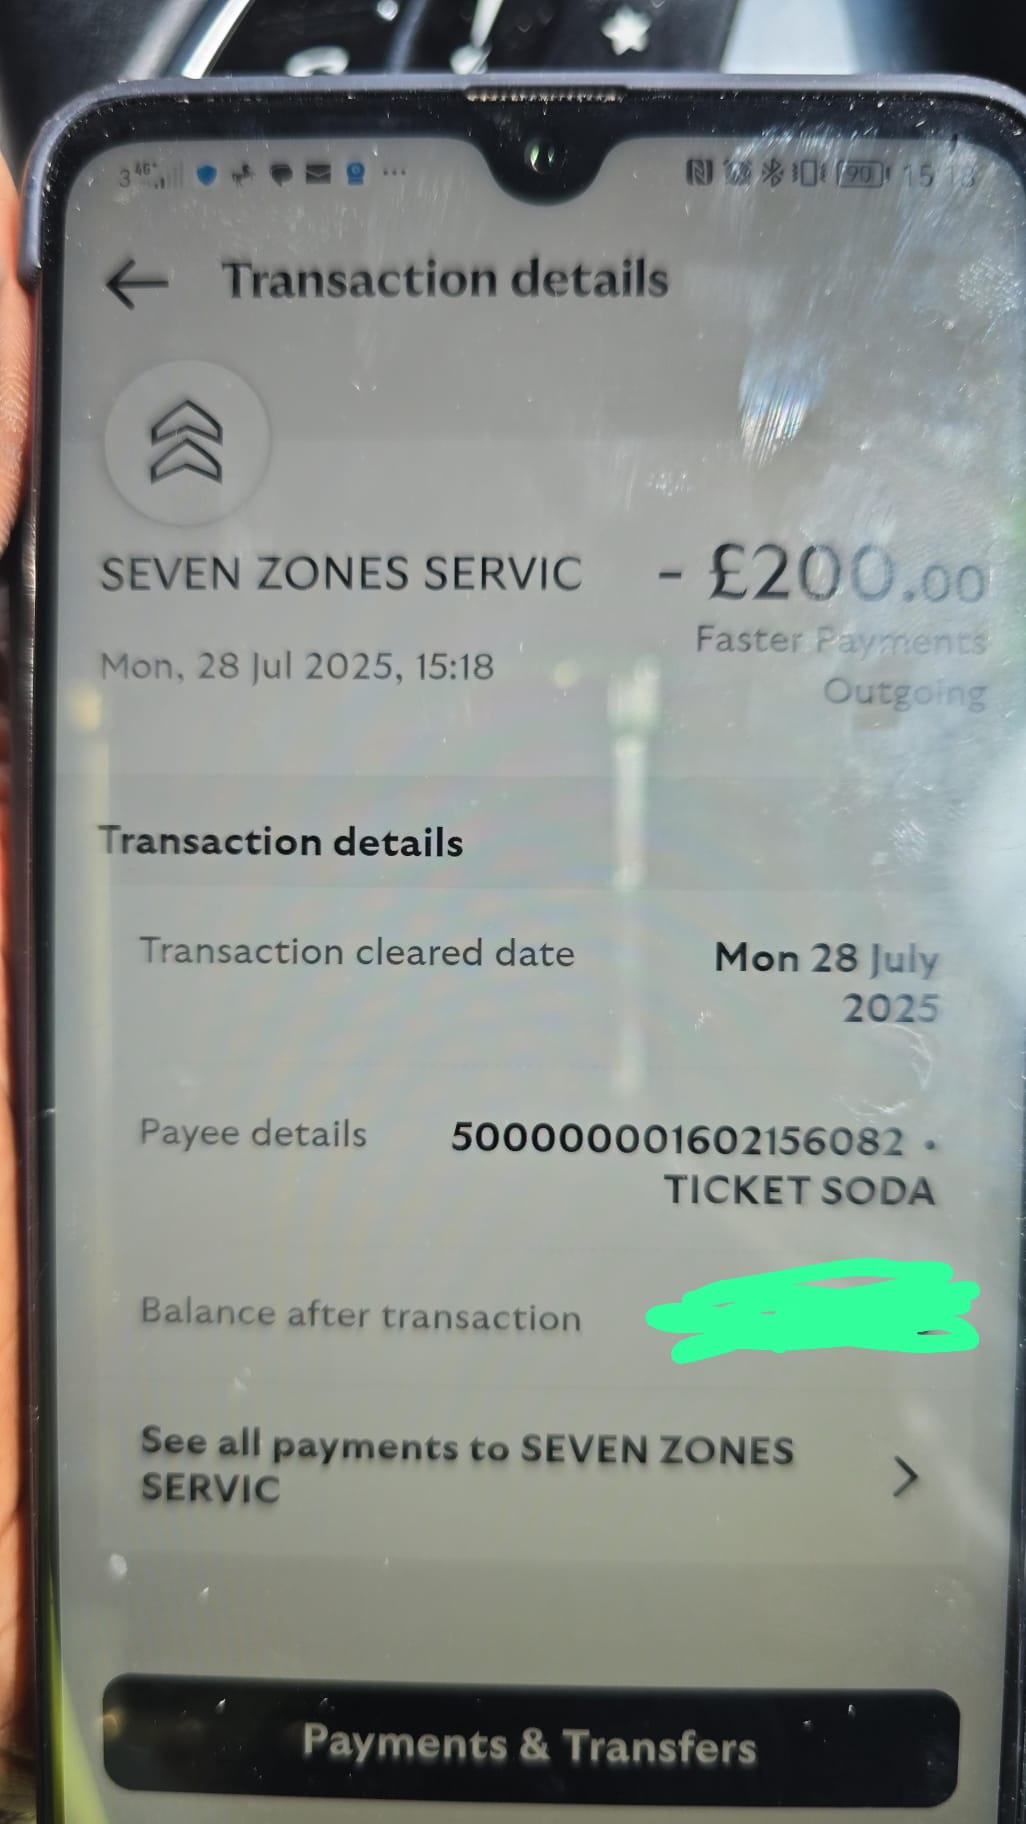 3 4G+ ... 90 15:18
Transaction details
SEVEN ZONES SERVIC - £200.00
Faster Payments
Mon, 28 Jul 2025, 15:18
Outgoing
Transaction details
Transaction cleared date Mon 28 July
2025
Payee details 500000001602156082 •
TICKET SODA
Balance after transaction
See all payments to SEVEN ZONES
SERVIC
Payments & Transfers